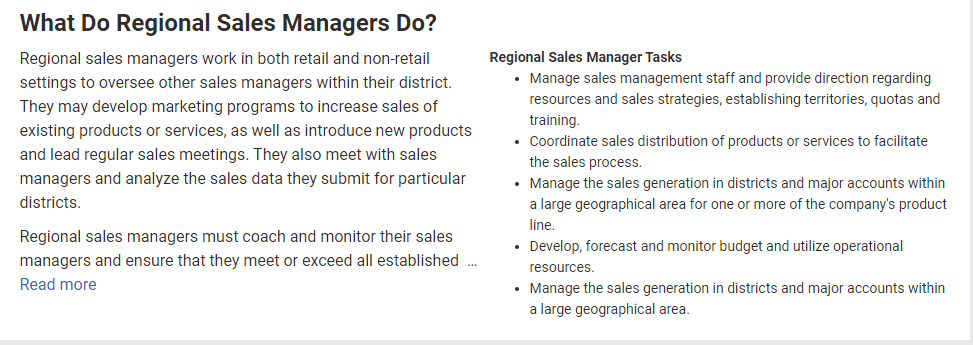 What Do Regional Sales Managers Do?
Regional sales managers work in both retail and non-retail
settings to oversee other sales managers within their district.
They may develop marketing programs to increase sales of
existing products or services, as well as introduce new products
and lead regular sales meetings. They also meet with sales
managers and analyze the sales data they submit for particular
districts.
Regional sales managers must coach and monitor their sales
managers and ensure that they meet or exceed all established ...
Read more
Regional Sales Manager Tasks
• Manage sales management staff and provide direction regarding
resources and sales strategies, establishing territories, quotas and
training.
• Coordinate sales distribution of products or services to facilitate
the sales process.
• Manage the sales generation in districts and major accounts within
a large geographical area for one or more of the company's product
line.
• Develop, forecast and monitor budget and utilize operational
resources.
• Manage the sales generation in districts and major accounts within
a large geographical area.